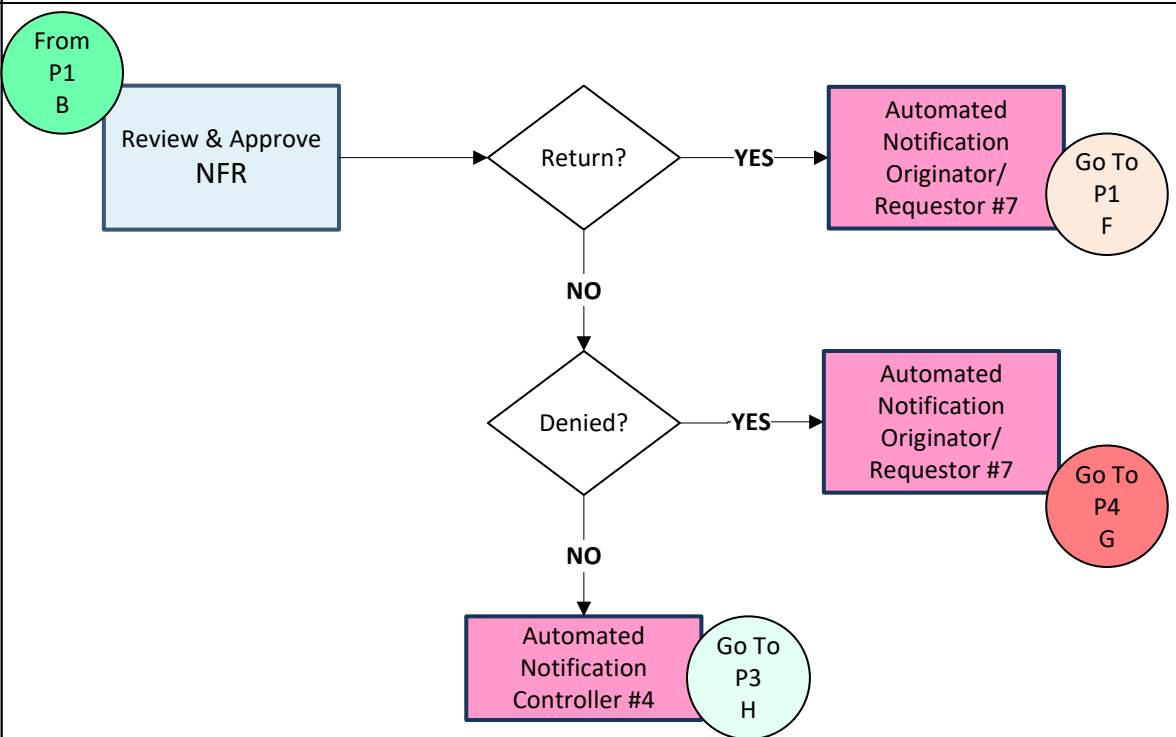 From
P1
B
Review & Approve
NFR
Return?
YES
Automated
Notification
Originator/
Requestor #7
Go To
P1
F
NO
Denied?
YES
Automated
Notification
Originator/
Requestor #7
Go To
P4
G
NO
Automated
Notification
Controller #4
Go To
P3
H